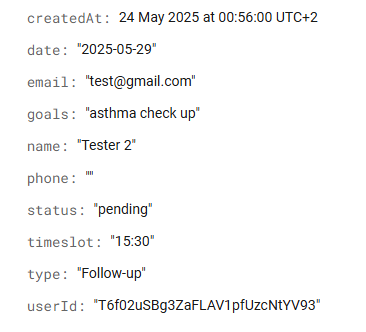 createdAt: 24 May 2025 at 00:56:00 UTC+2
date: "2025-05-29"
email: "test@gmail.com"
goals: "asthma check up"
name: "Tester 2"
phone: ""
status: "pending"
timeslot: "15:30"
type: "Follow-up"
userId: "T6f02uSBg3ZaFLAV1pfUzcNtYV93"